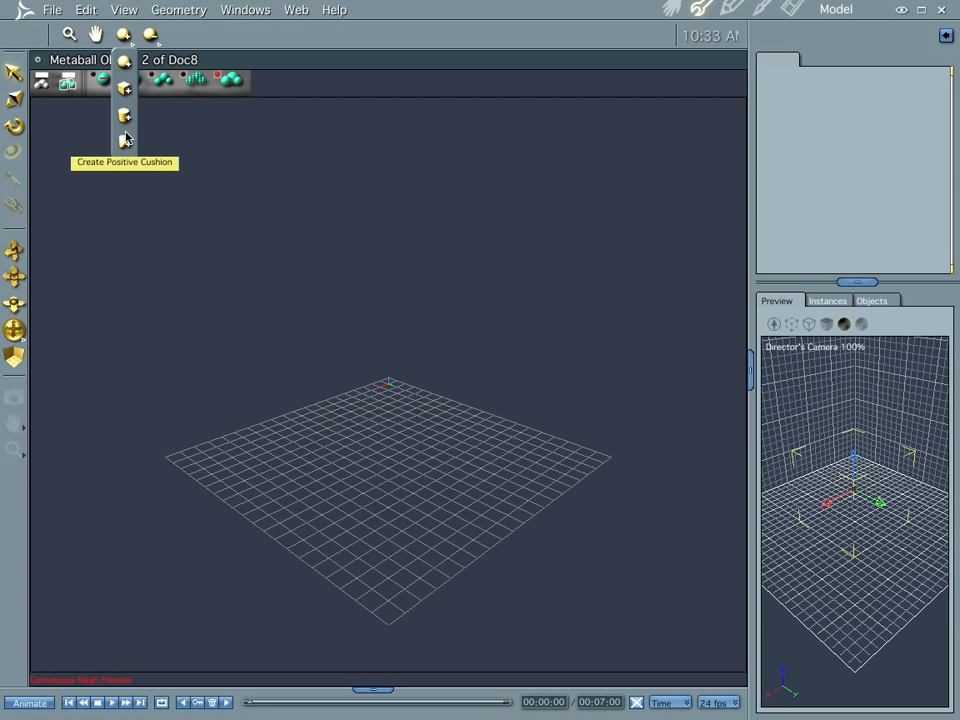 File Edit View Geometry Windows Web Help Model
10:33 AM
Metaball O 2 of Doc8
Create Positive Cushion
Preview Instances Objects
Director's Camera 100%
Continuous Mesh Preview
Animate 00:00:00 / 00:07:00 Time 24 fps